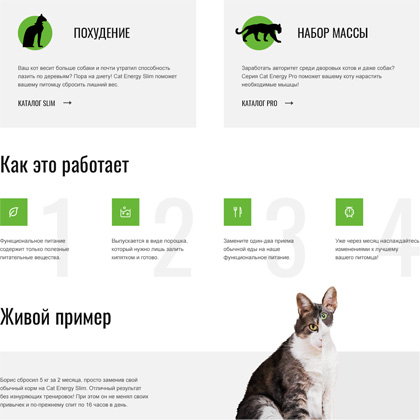 ПОХУДЕНИЕ
Ваш кот весит больше собаки и почти утратил способность
лазить по деревьям? Пора на диету! Cat Energy Slim поможет
вашему питомцу сбросить лишний вес.
КАТАЛОГ SLIM →
НАБОР МАССЫ
Заработать авторитет среди дворовых котов и даже собак?
Серия Cat Energy Pro поможет вашему коту нарастить
необходимые мышцы!
КАТАЛОГ PRO →
Как это работает
1
Функциональное питание
содержит только полезные
питательные вещества.
2
Выпускается в виде порошка,
который нужно лишь залить
кипятком и готово.
3
Замените один-два приема
обычной еды на наше
функциональное питание.
4
Уже через месяц наслаждайтесь
изменениями к лучшему
вашего питомца!
Живой пример
Борис сбросил 5 кг за 2 месяца, просто заменив свой
обычный корм на Cat Energy Slim. Отличный результат
без изнуряющих тренировок! При этом он не менял своих
привычек и по-прежнему спит по 16 часов в день.